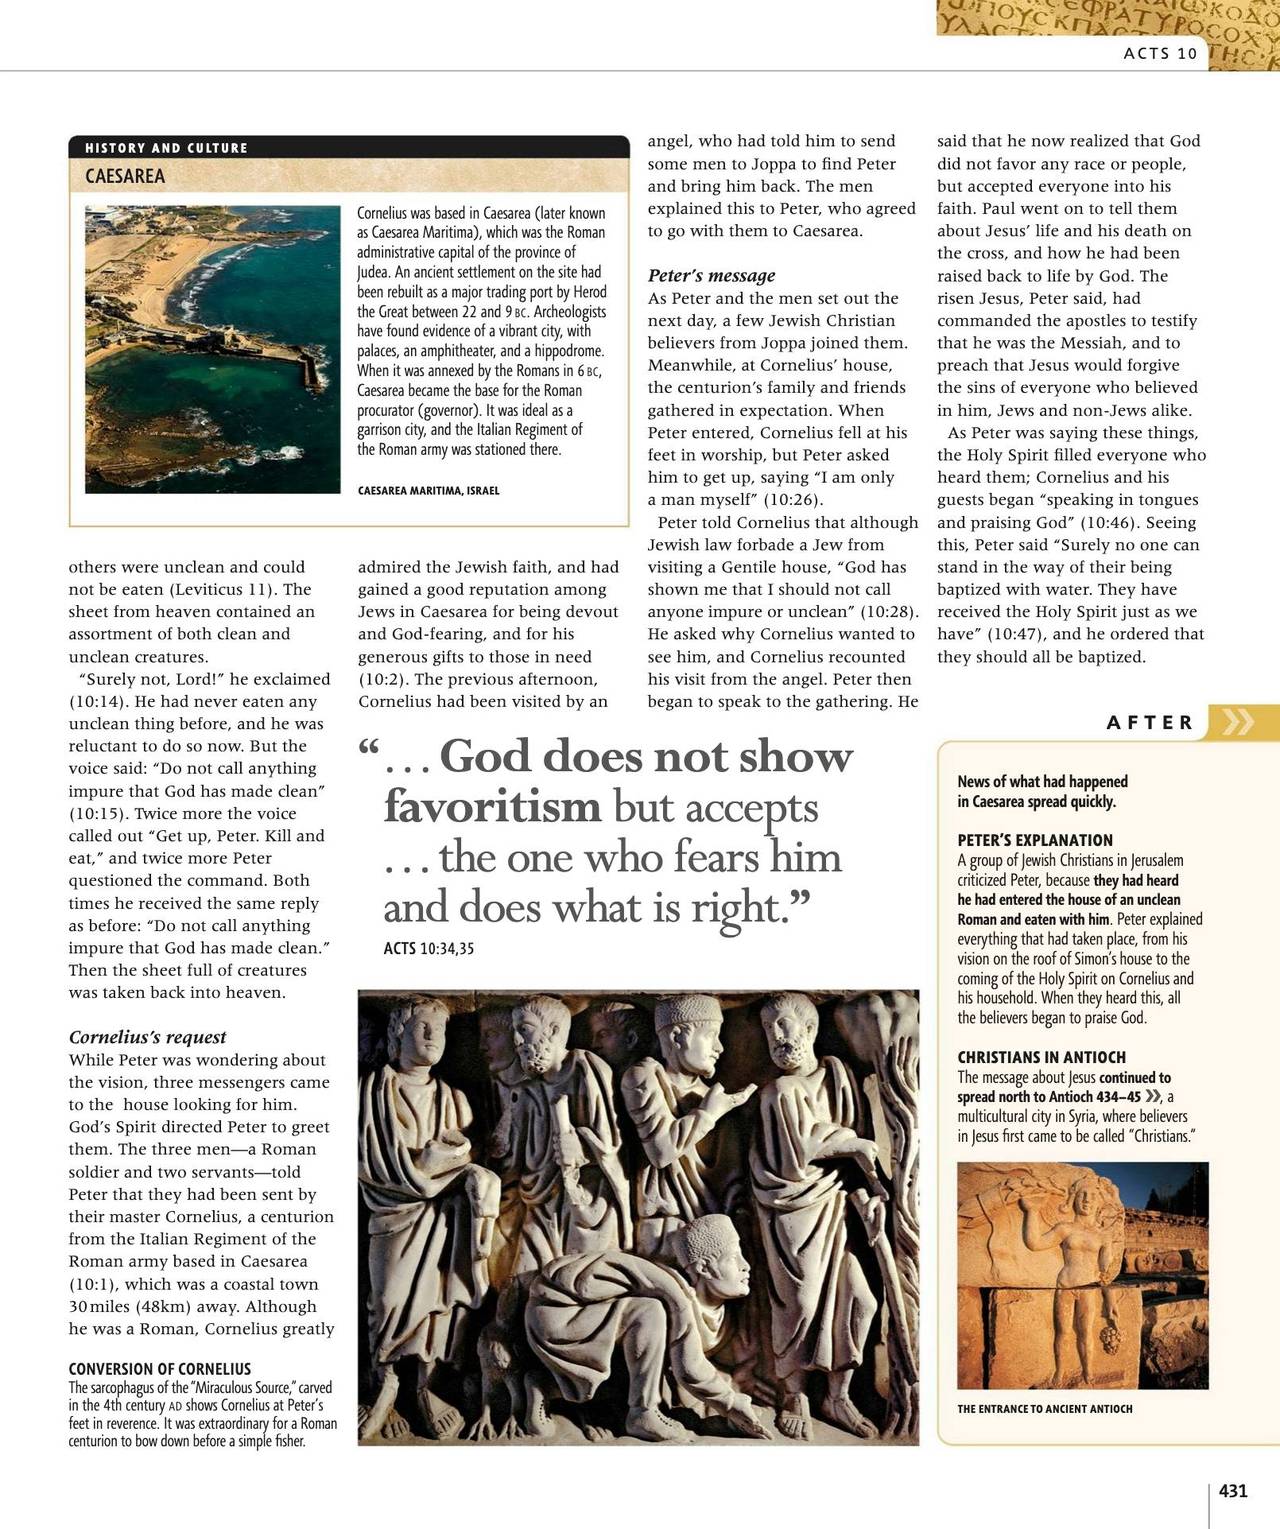 ACTS 10
HISTORY AND CULTURE
CAESAREA
Cornelius was based in Caesarea (later known
as Caesarea Maritima), which was the Roman
administrative capital of the province of
Judea. An ancient settlement on the site had
been rebuilt as a major trading port by Herod
the Great between 22 and 9 BC. Archeologists
have found evidence of a vibrant city, with
palaces, an amphitheater, and a hippodrome.
When it was annexed by the Romans in 6 BC,
Caesarea became the base for the Roman
procurator (governor). It was ideal as a
garrison city, and the Italian Regiment of
the Roman army was stationed there.
CAESAREA MARITIMA, ISRAEL
others were unclean and could
not be eaten (Leviticus 11). The
sheet from heaven contained an
assortment of both clean and
unclean creatures.
“Surely not, Lord!” he exclaimed
(10:14). He had never eaten any
unclean thing before, and he was
reluctant to do so now. But the
voice said: “Do not call anything
impure that God has made clean”
(10:15). Twice more the voice
called out “Get up, Peter. Kill and
eat,” and twice more Peter
questioned the command. Both
times he received the same reply
as before: “Do not call anything
impure that God has made clean.”
Then the sheet full of creatures
was taken back into heaven.
Cornelius’s request
While Peter was wondering about
the vision, three messengers came
to the house looking for him.
God’s Spirit directed Peter to greet
them. The three men—a Roman
soldier and two servants—told
Peter that they had been sent by
their master Cornelius, a centurion
from the Italian Regiment of the
Roman army based in Caesarea
(10:1), which was a coastal town
30 miles (48km) away. Although
he was a Roman, Cornelius greatly
admired the Jewish faith, and had
gained a good reputation among
Jews in Caesarea for being devout
and God-fearing, and for his
generous gifts to those in need
(10:2). The previous afternoon,
Cornelius had been visited by an
angel, who had told him to send
some men to Joppa to find Peter
and bring him back. The men
explained this to Peter, who agreed
to go with them to Caesarea.
Peter’s message
As Peter and the men set out the
next day, a few Jewish Christian
believers from Joppa joined them.
Meanwhile, at Cornelius’ house,
the centurion’s family and friends
gathered in expectation. When
Peter entered, Cornelius fell at his
feet in worship, but Peter asked
him to get up, saying “I am only
a man myself” (10:26).
Peter told Cornelius that although
Jewish law forbade a Jew from
visiting a Gentile house, “God has
shown me that I should not call
anyone impure or unclean” (10:28).
He asked why Cornelius wanted to
see him, and Cornelius recounted
his visit from the angel. Peter then
began to speak to the gathering. He
said that he now realized that God
did not favor any race or people,
but accepted everyone into his
faith. Paul went on to tell them
about Jesus’ life and his death on
the cross, and how he had been
raised back to life by God. The
risen Jesus, Peter said, had
commanded the apostles to testify
that he was the Messiah, and to
preach that Jesus would forgive
the sins of everyone who believed
in him, Jews and non-Jews alike.
As Peter was saying these things,
the Holy Spirit filled everyone who
heard them; Cornelius and his
guests began “speaking in tongues
and praising God” (10:46). Seeing
this, Peter said “Surely no one can
stand in the way of their being
baptized with water. They have
received the Holy Spirit just as we
have” (10:47), and he ordered that
they should all be baptized.
“... God does not show
favoritism but accepts
... the one who fears him
and does what is right.”
ACTS 10:34,35
CONVERSION OF CORNELIUS
The sarcophagus of the “Miraculous Source,” carved
in the 4th century AD shows Cornelius at Peter’s
feet in reverence. It was extraordinary for a Roman
centurion to bow down before a simple fisher.
AFTER »
News of what had happened
in Caesarea spread quickly.
PETER’S EXPLANATION
A group of Jewish Christians in Jerusalem
criticized Peter, because they had heard
he had entered the house of an unclean
Roman and eaten with him. Peter explained
everything that had taken place, from his
vision on the roof of Simon’s house to the
coming of the Holy Spirit on Cornelius and
his household. When they heard this, all
the believers began to praise God.
CHRISTIANS IN ANTIOCH
The message about Jesus continued to
spread north to Antioch 434–45 », a
multicultural city in Syria, where believers
in Jesus first came to be called “Christians.”
THE ENTRANCE TO ANCIENT ANTIOCH
431